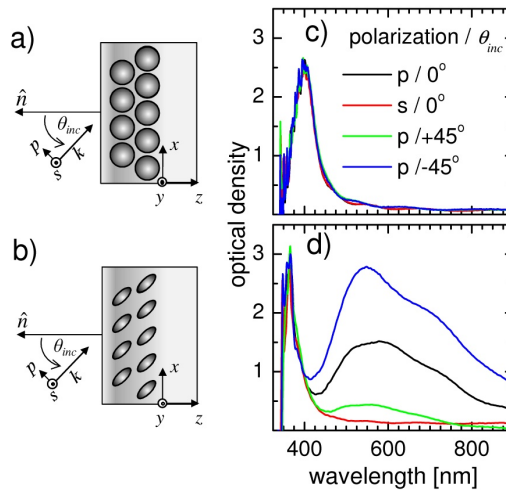 a)
n̂
θinc
p
s
k
x
y
z
b)
n̂
θinc
p
s
k
x
y
z
optical density
c)
polarization / θinc
p / 0°
s / 0°
p /+45°
p /-45°
3
2
1
d)
3
2
1
0
400
600
800
wavelength [nm]